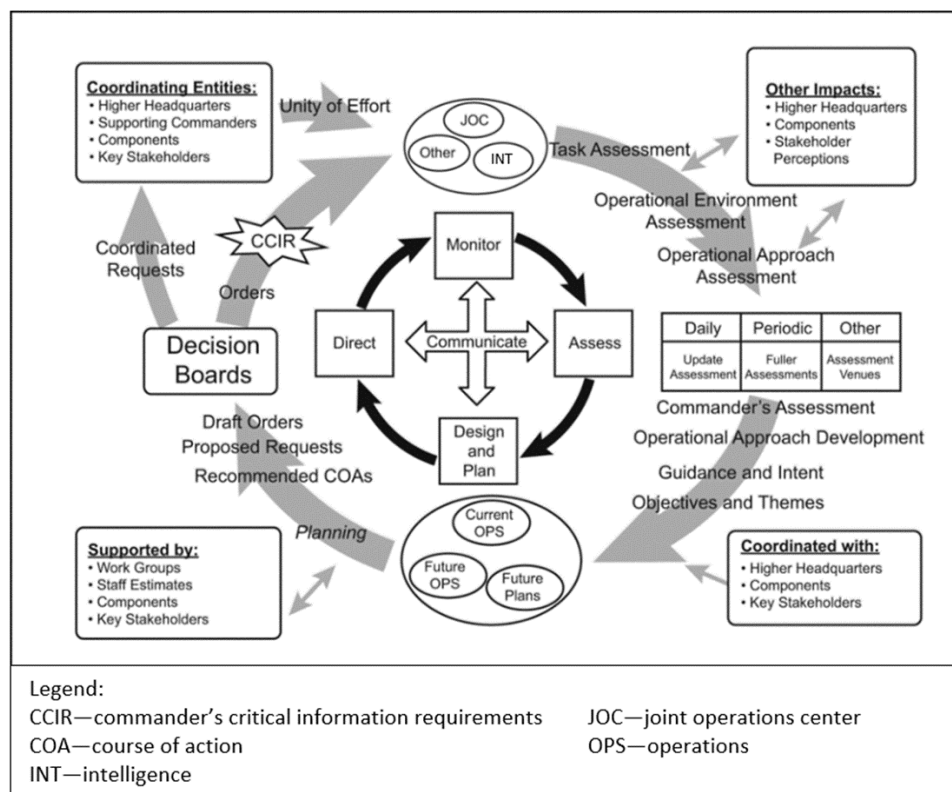 Coordinating Entities:
• Higher Headquarters
• Supporting Commanders
• Components
• Key Stakeholders
Unity of Effort
JOC
Other
INT
Task Assessment
Other Impacts:
• Higher Headquarters
• Components
• Stakeholder
Perceptions
Operational Environment
Assessment
Operational Approach
Assessment
Coordinated
Requests
CCIR
Orders
Decision
Boards
Monitor
Direct
Communicate
Assess
Design
and
Plan
Daily
Periodic
Other
Update
Assessment
Fuller
Assessments
Assessment
Venues
Commander's Assessment
Operational Approach Development
Guidance and Intent
Objectives and Themes
Draft Orders
Proposed Requests
Recommended COAs
Planning
Current
OPS
Future
OPS
Future
Plans
Supported by:
• Work Groups
• Staff Estimates
• Components
• Key Stakeholders
Coordinated with:
• Higher Headquarters
• Components
• Key Stakeholders
Legend:
CCIR—commander's critical information requirements
COA—course of action
INT—intelligence
JOC—joint operations center
OPS—operations